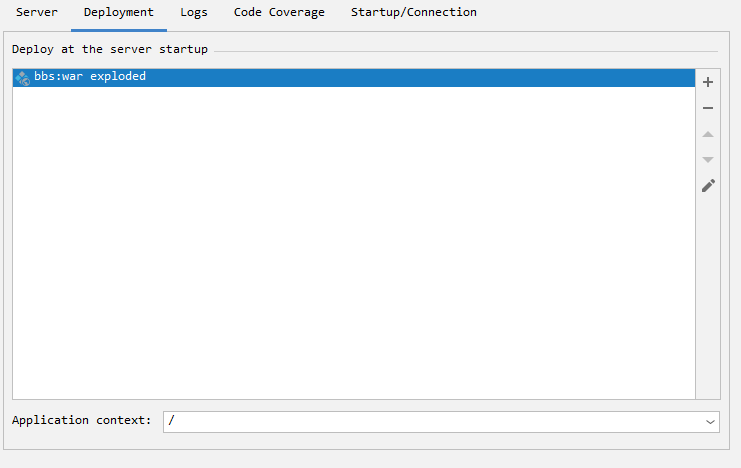 Server Deployment Logs Code Coverage Startup/Connection
Deploy at the server startup
bbs:war exploded
Application context: /